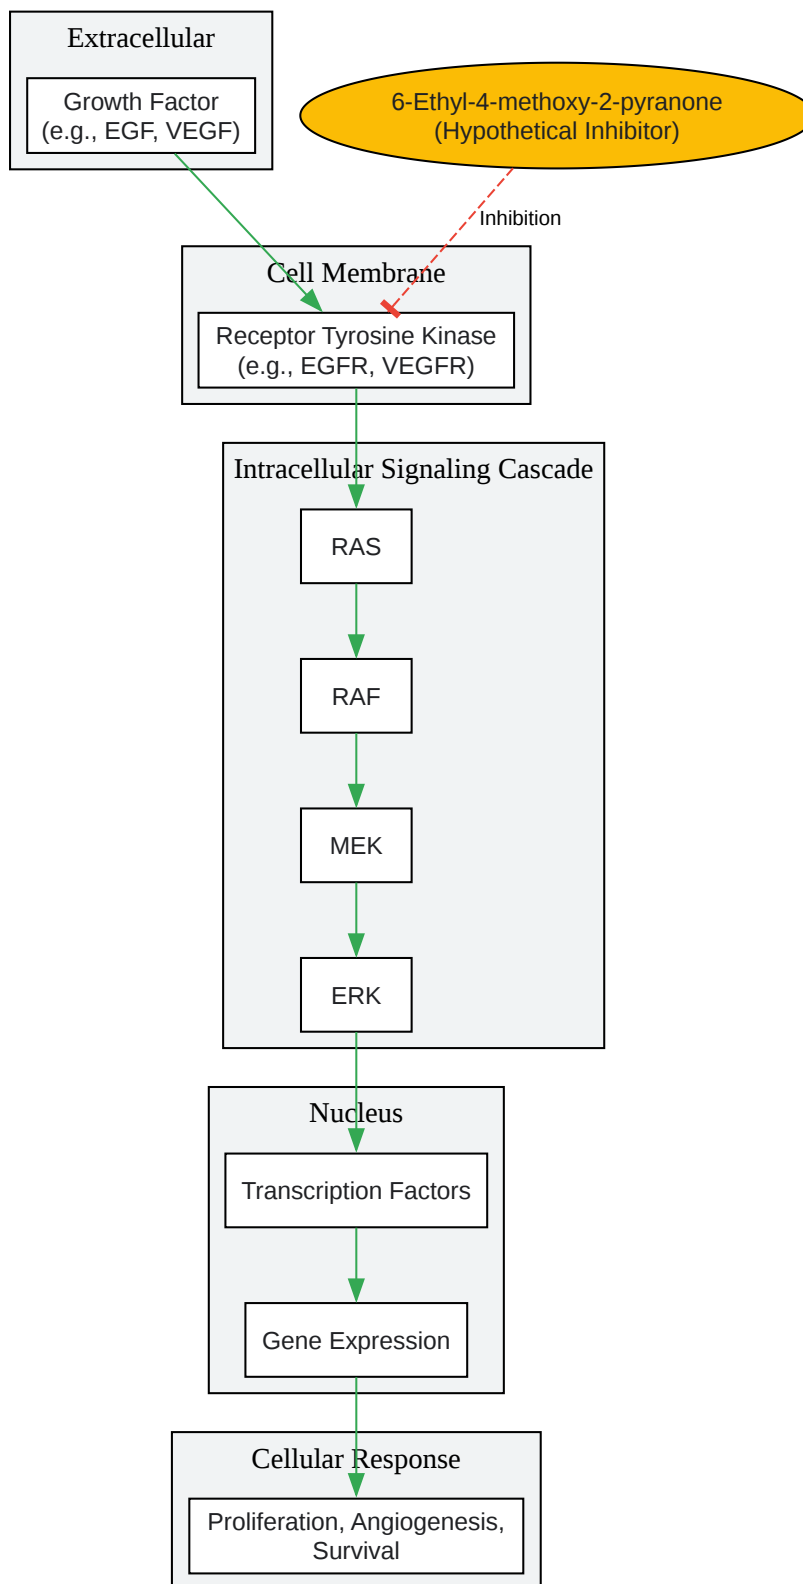 Extracellular
Growth Factor
(e.g., EGF, VEGF)
6-Ethyl-4-methoxy-2-pyranone
(Hypothetical Inhibitor)
Inhibition
Cell Membrane
Receptor Tyrosine Kinase
(e.g., EGFR, VEGFR)
Intracellular Signaling Cascade
RAS
RAF
MEK
ERK
Nucleus
Transcription Factors
Gene Expression
Cellular Response
Proliferation, Angiogenesis,
Survival